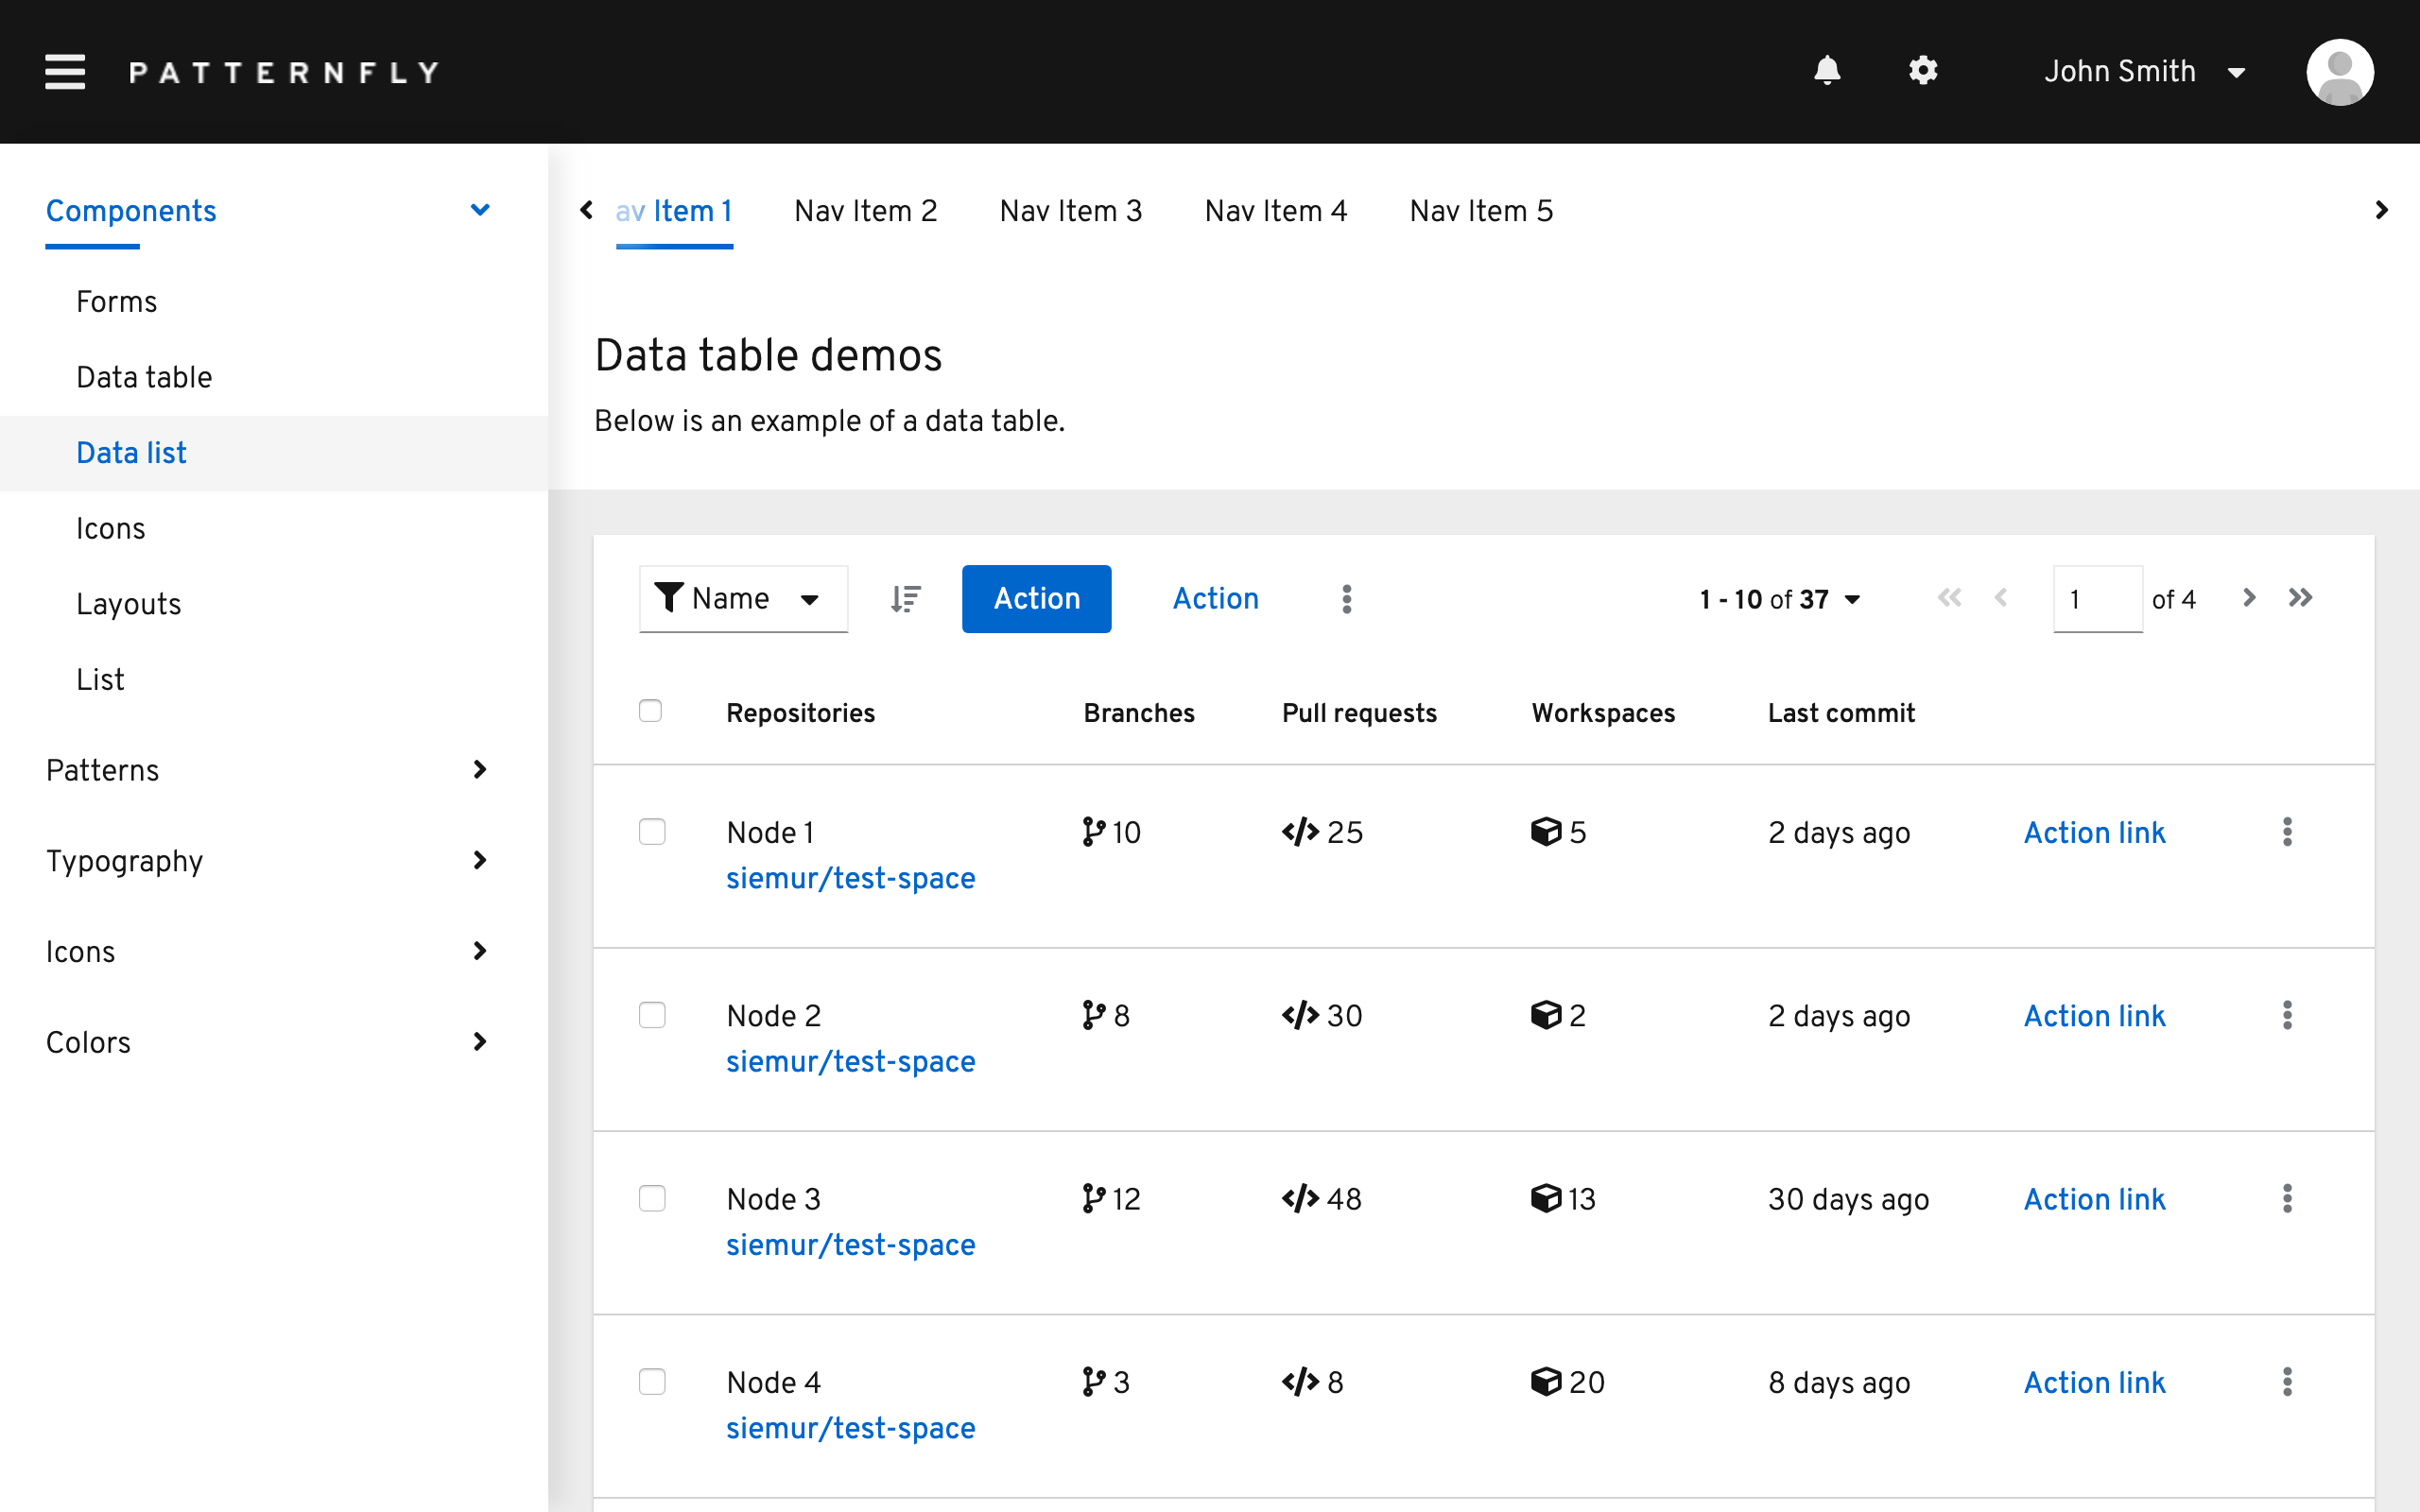 PATTERNFLY
John Smith
Components
Forms
Data table
Data list
Icons
Layouts
List
Patterns
Typography
Icons
Colors
av Item 1 Nav Item 2 Nav Item 3 Nav Item 4 Nav Item 5
Data table demos
Below is an example of a data table.
Name Action Action 1 - 10 of 37 1 of 4
Repositories Branches Pull requests Workspaces Last commit
Node 1 10 25 5 2 days ago Action link
siemur/test-space
Node 2 8 30 2 2 days ago Action link
siemur/test-space
Node 3 12 48 13 30 days ago Action link
siemur/test-space
Node 4 3 8 20 8 days ago Action link
siemur/test-space